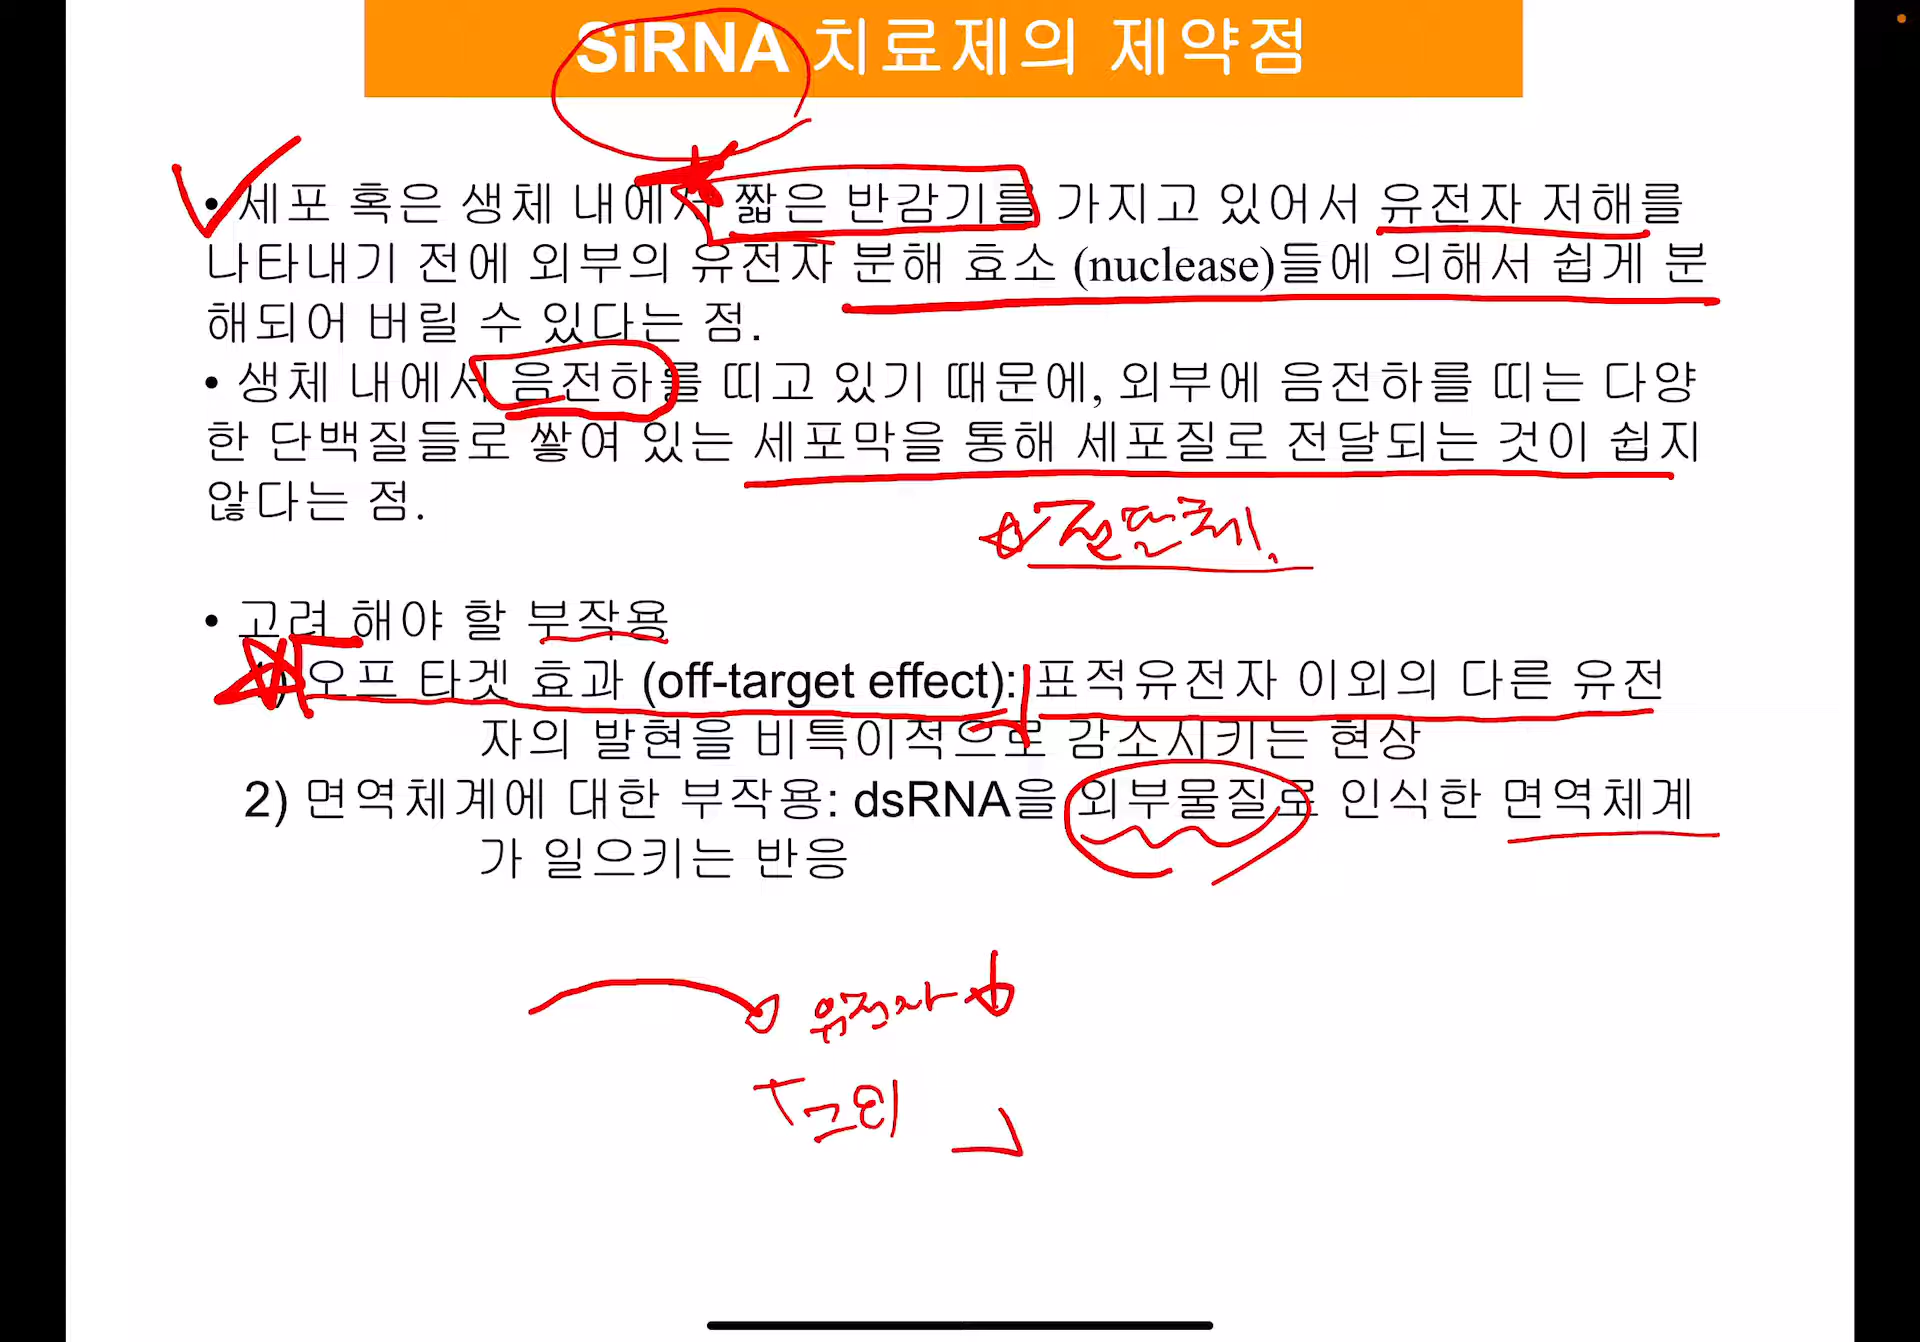 SiRNA 치료제의 제약점
• 세포 혹은 생체 내에서 짧은 반감기를 가지고 있어서 유전자 저해를
나타내기 전에 외부의 유전자 분해 효소 (nuclease)들에 의해서 쉽게 분
해되어 버릴 수 있다는 점.
• 생체 내에서 음전하를 띠고 있기 때문에, 외부에 음전하를 띠는 다양
한 단백질들로 쌓여 있는 세포막을 통해 세포질로 전달되는 것이 쉽지
않다는 점.
전달체
• 고려 해야 할 부작용
1) 오프 타겟 효과 (off-target effect): 표적유전자 이외의 다른 유전
자의 발현을 비특이적으로 감소시키는 현상
2) 면역체계에 대한 부작용: dsRNA을 외부물질로 인식한 면역체계
가 일으키는 반응
유전자
그외